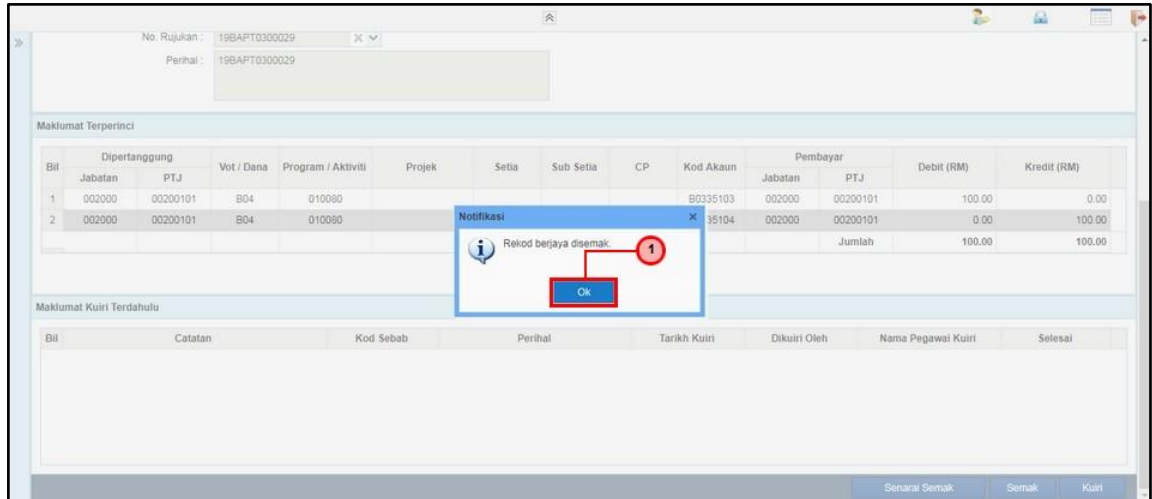 No. Rujukan : 19BAPT0300029
Perihal : 19BAPT0300029
Maklumat Terperinci
Bil Dipertanggung Vot / Dana Program / Aktiviti Projek Setia Sub Setia CP Kod Akaun Pembayar Debit (RM) Kredit (RM)
Jabatan PTJ Jabatan PTJ
1 002000 00200101 B04 010080 B0335103 002000 00200101 100.00 0.00
2 002000 00200101 B04 010080 35104 002000 00200101 0.00 100.00
Jumlah 100.00 100.00
Notifikasi
Rekod berjaya disemak.
1
Ok
Maklumat Kuiri Terdahulu
Bil Catatan Kod Sebab Perihal Tarikh Kuiri Dikuiri Oleh Nama Pegawai Kuiri Selesai
Senarai Semak Semak Kuiri